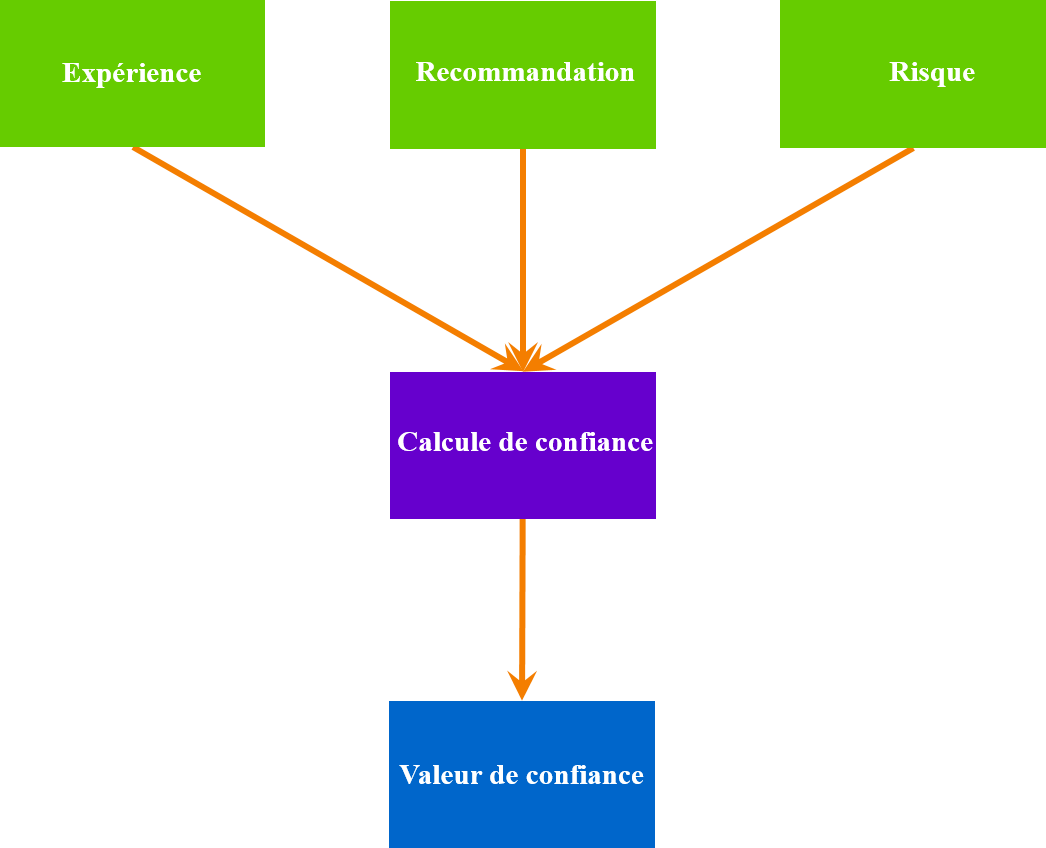 Expérience
Recommandation
Risque
Calcule de confiance
Valeur de confiance